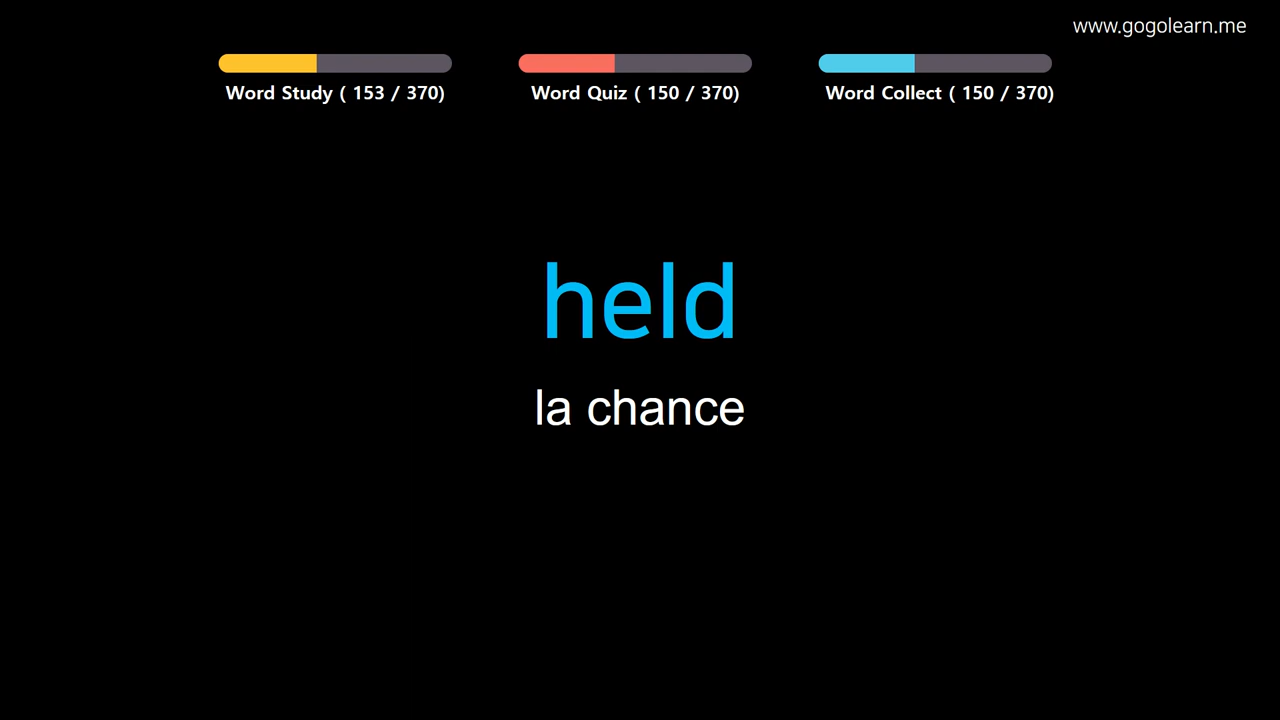 www.gogolearn.me
Word Study ( 153 / 370)
Word Quiz ( 150 / 370)
Word Collect ( 150 / 370)
held
la chance